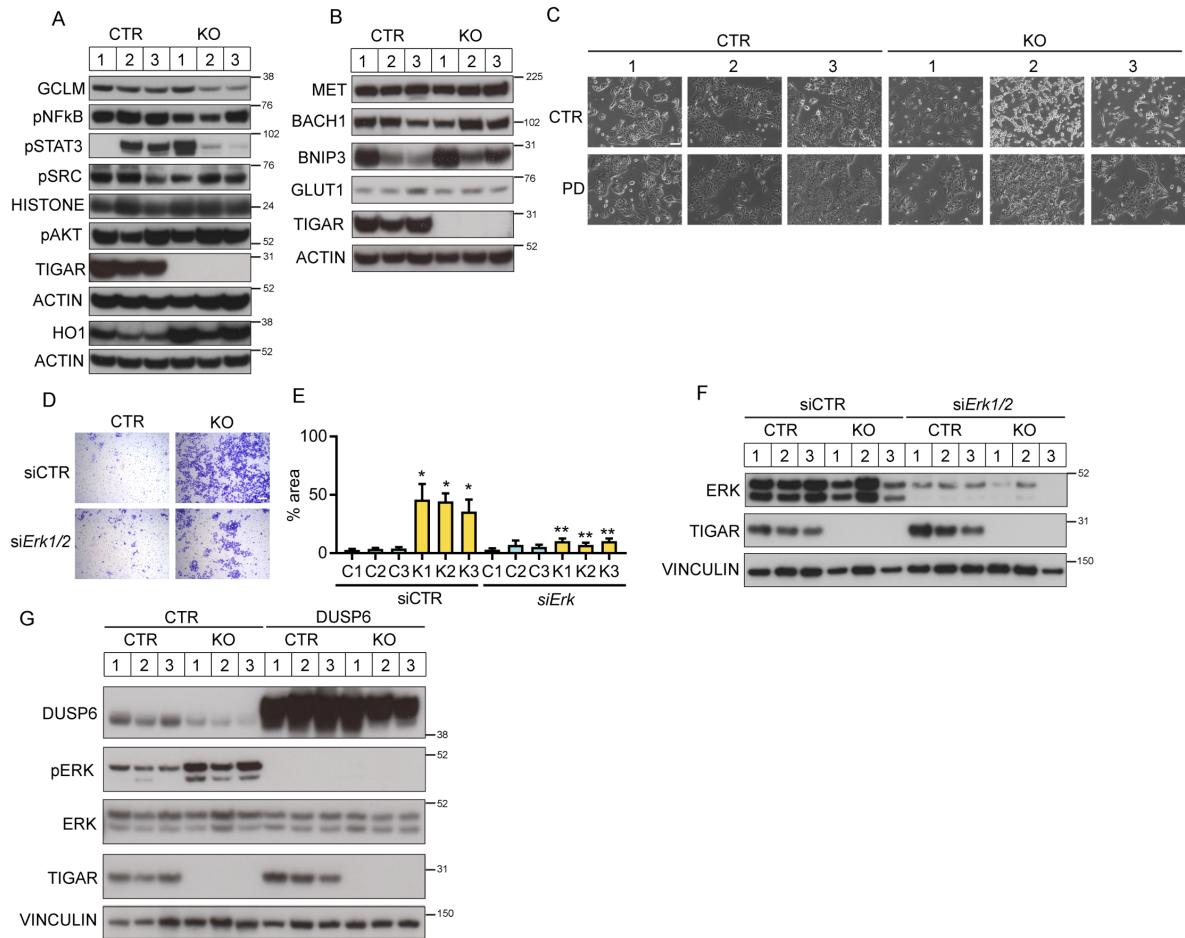 A
CTR KO
1 2 3 1 2 3
GCLM 38
pNFkB 76
pSTAT3 102
pSRC 76
HISTONE 24
pAKT 52
TIGAR 31
ACTIN 52
HO1 38
ACTIN 52
B
CTR KO
1 2 3 1 2 3
MET 225
BACH1 102
BNIP3 31
GLUT1 76
TIGAR 31
ACTIN 52
C
CTR KO
1 2 3 1 2 3
CTR
PD
D
CTR KO
siCTR
siErk1/2
E
% area
100
50
0
* * * ** ** **
C1 C2 C3 K1 K2 K3 C1 C2 C3 K1 K2 K3
siCTR siErk
F
siCTR siErk1/2
CTR KO CTR KO
1 2 3 1 2 3 1 2 3 1 2 3
ERK 52
TIGAR 31
VINCULIN 150
G
CTR DUSP6
CTR KO CTR KO
1 2 3 1 2 3 1 2 3 1 2 3
DUSP6 38
pERK 52
ERK 52
TIGAR 31
VINCULIN 150